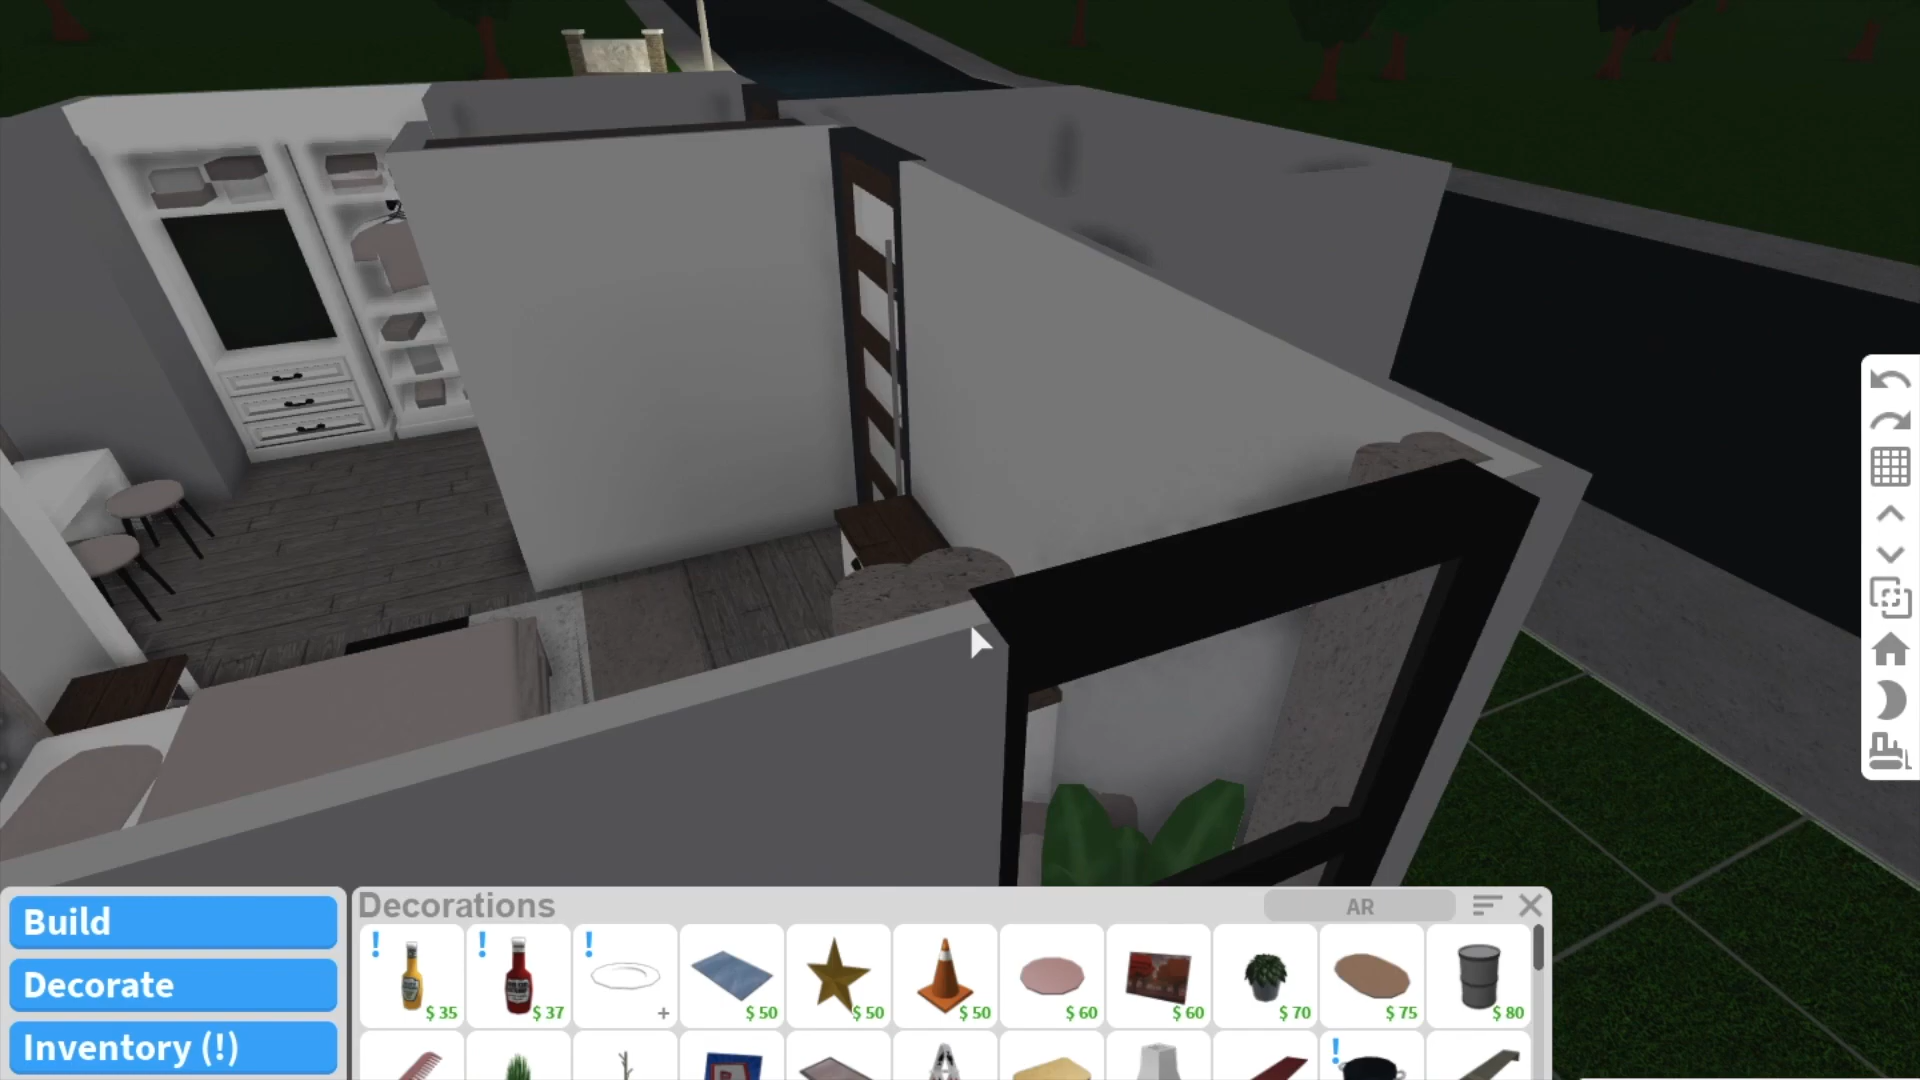 Build
Decorate
Inventory (!)
Decorations
AR
! $ 35
! $ 37
! +
$ 50
$ 50
$ 50
$ 60
$ 60
$ 70
$ 75
$ 80
!